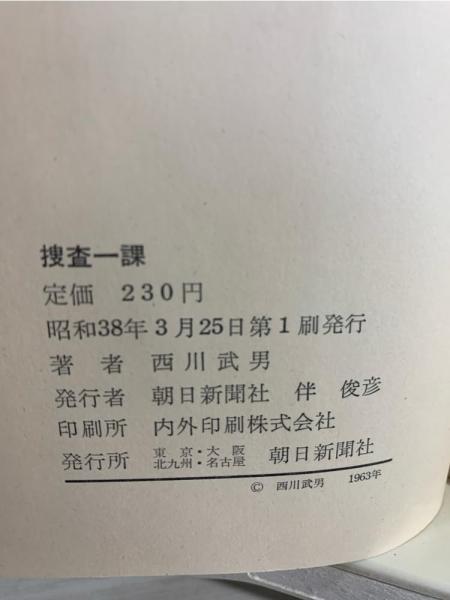 捜査一課
定価 230円
昭和38年3月25日第1刷発行
著者 西川武男
発行者 朝日新聞社 伴 俊彦
印刷所 内外印刷株式会社
発行所 東京・大阪 北九州・名古屋 朝日新聞社
© 西川武男 1963年